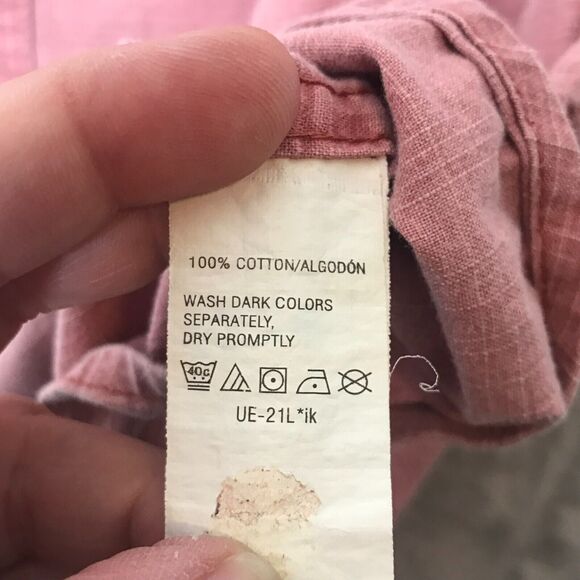 100% COTTON/ALGODÓN
WASH DARK COLORS
SEPARATELY,
DRY PROMPTLY
40C
UE-21L*ik